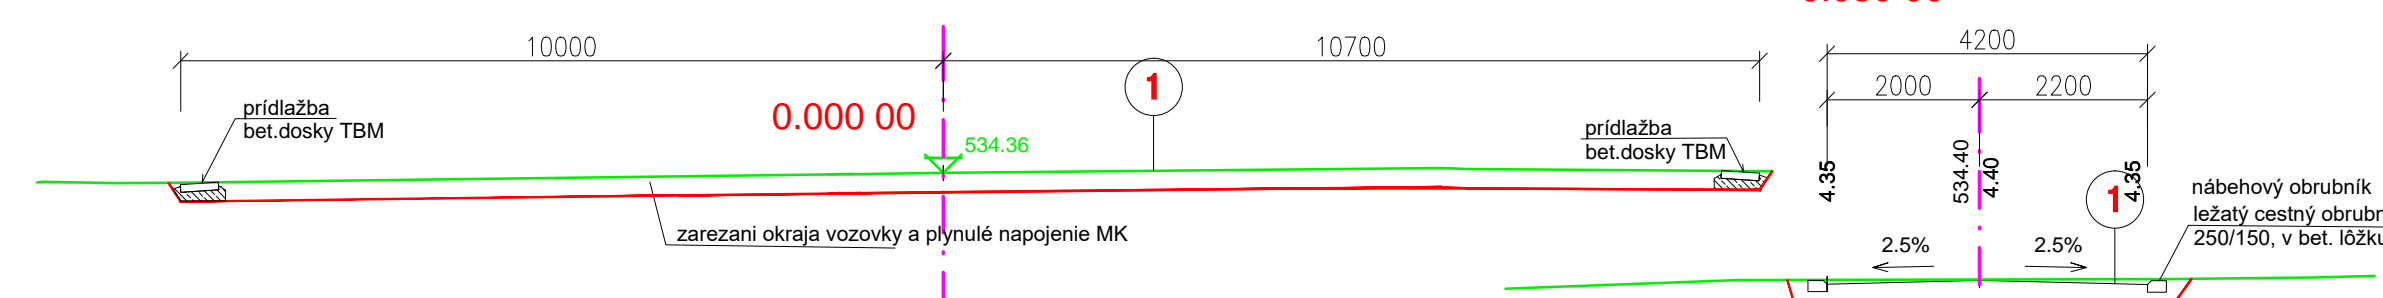 10000
10700
4200
2000
2200
prídlažba
bet.dosky TBM
0.000 00
1
534.36
prídlažba
bet.dosky TBM
4.35
534.40
4.40
4.35
1
nábehový obrubník
ležatý cestný
250/150, v bet. lôžku
zarezani okraja vozovky a plynulé napojenie MK
2.5%
2.5%